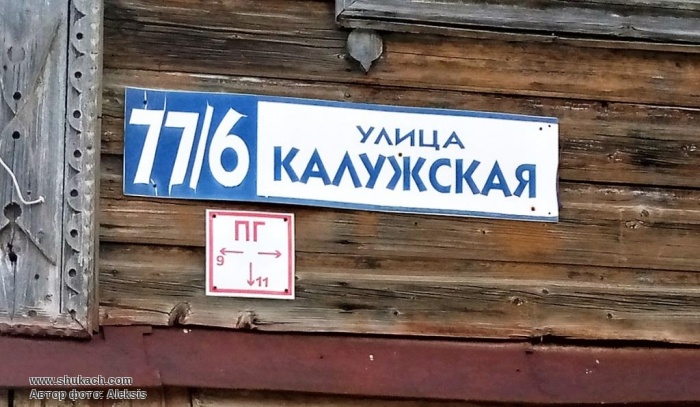 77/6
УЛИЦА
КАЛУЖСКАЯ
ПГ
9
11
www.shukach.com
Автор фото: Aleksis